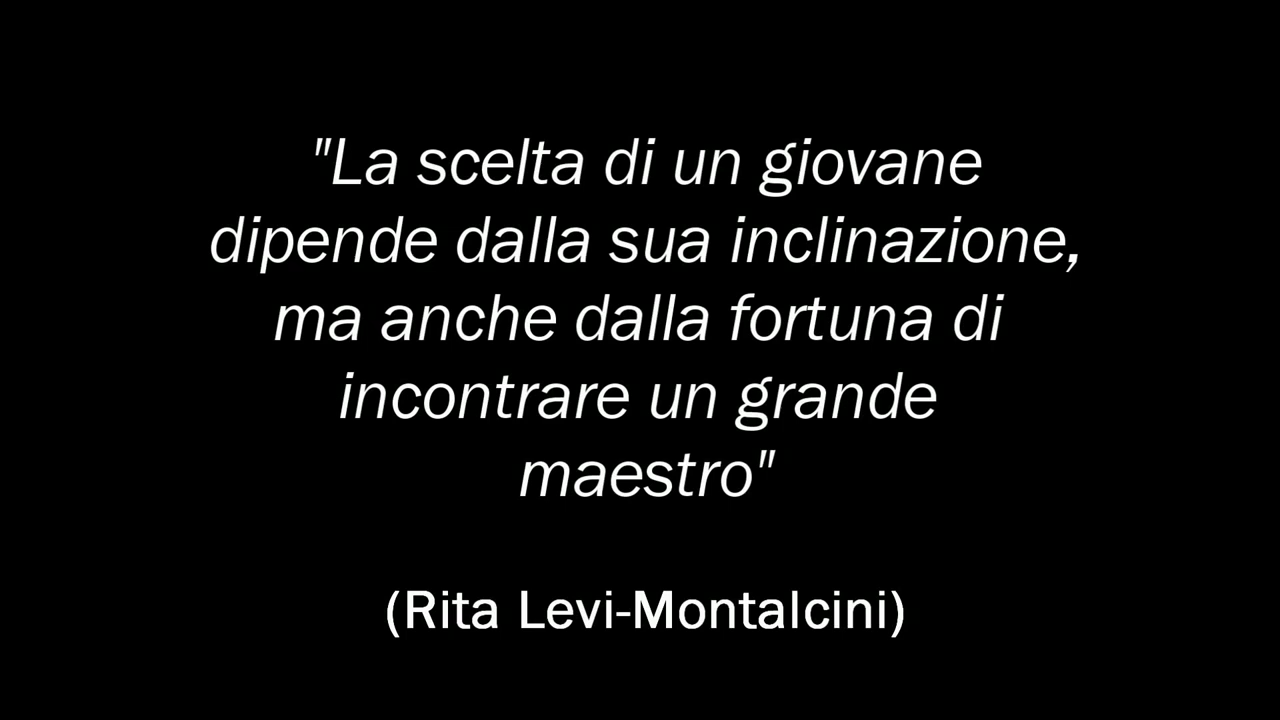 "La scelta di un giovane
dipende dalla sua inclinazione,
ma anche dalla fortuna di
incontrare un grande
maestro"
(Rita Levi-Montalcini)